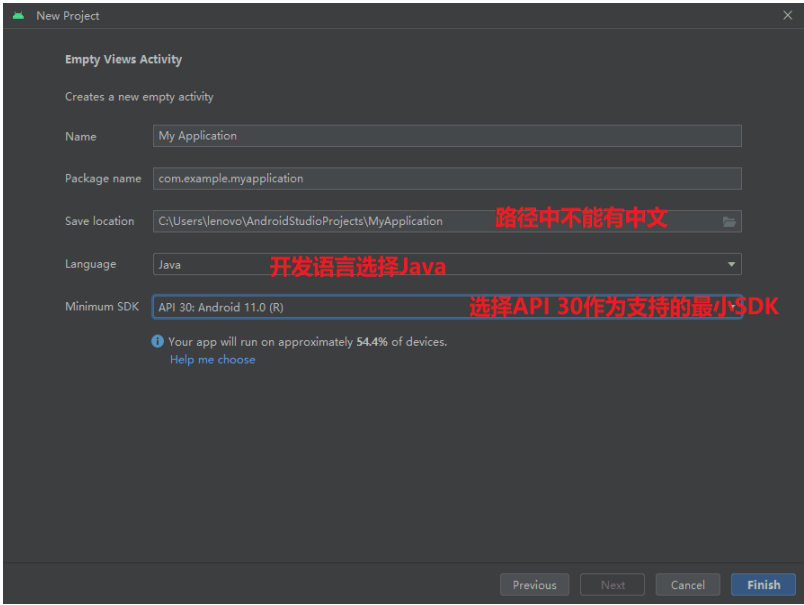 New Project
Empty Views Activity
Creates a new empty activity
Name
My Application
Package name
com.example.myapplication
Save location
C:\Users\lenovo\AndroidStudioProjects\MyApplication
路径中不能有中文
Language
Java
开发语言选择Java
Minimum SDK
API 30: Android 11.0 (R)
选择API 30作为支持的最小SDK
Your app will run on approximately 54.4% of devices.
Help me choose
Previous
Next
Cancel
Finish